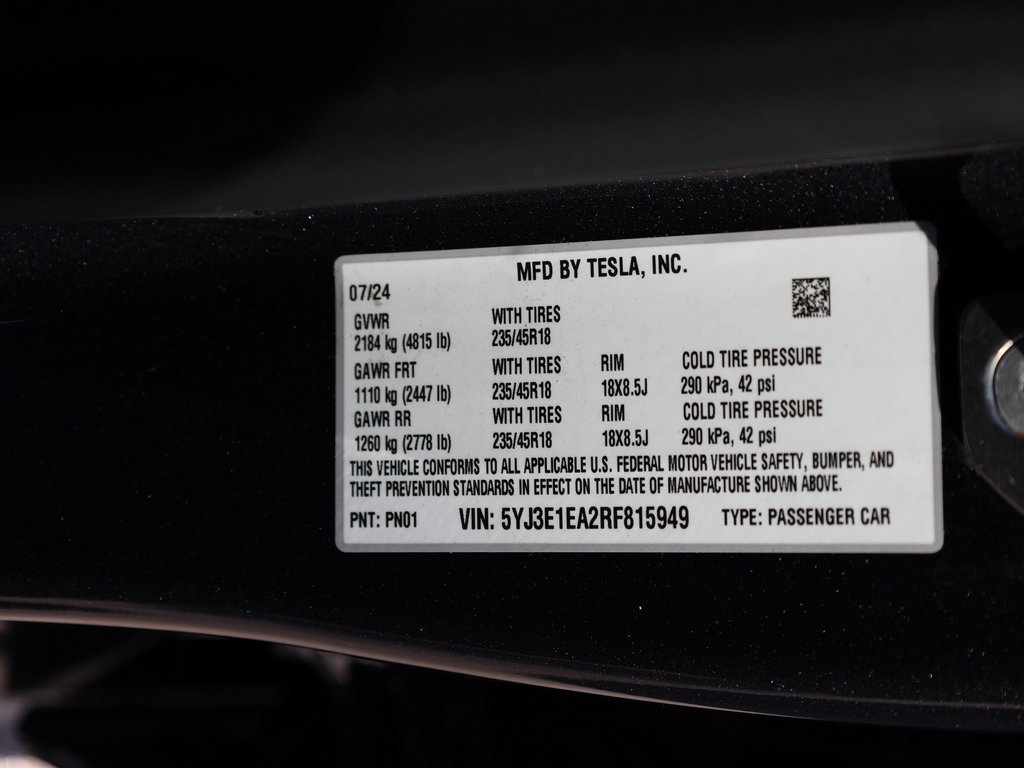 MFD BY TESLA, INC.
07/24
GVWR WITH TIRES
2184 kg (4815 lb) 235/45R18
GAWR FRT WITH TIRES RIM COLD TIRE PRESSURE
1110 kg (2447 lb) 235/45R18 18X8.5J 290 kPa, 42 psi
GAWR RR WITH TIRES RIM COLD TIRE PRESSURE
1260 kg (2778 lb) 235/45R18 18X8.5J 290 kPa, 42 psi
THIS VEHICLE CONFORMS TO ALL APPLICABLE U.S. FEDERAL MOTOR VEHICLE SAFETY, BUMPER, AND
THEFT PREVENTION STANDARDS IN EFFECT ON THE DATE OF MANUFACTURE SHOWN ABOVE.
PNT: PN01 VIN: 5YJ3E1EA2RF815949 TYPE: PASSENGER CAR